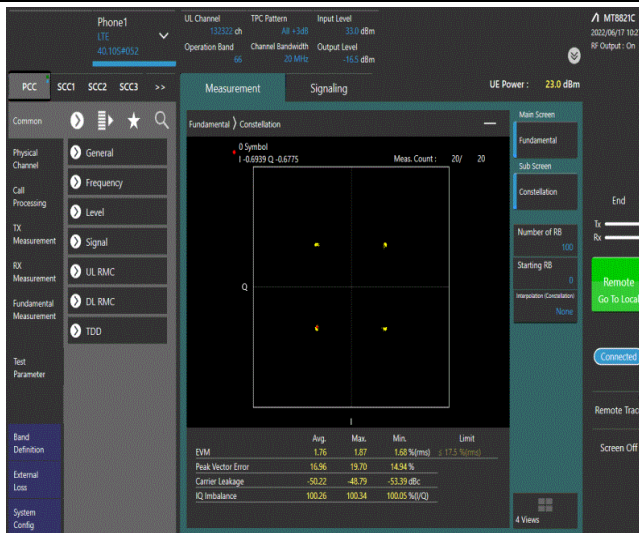 Phone1
LTE
40.105#052
UL Channel TPC Pattern Input Level
132322 ch All +3dB 33.0 dBm
Operation Band Channel Bandwidth Output Level
66 20 MHz -16.5 dBm
MT8821C
2022/06/17 10:27
RF Output : On
PCC SCC1 SCC2 SCC3 >>
Measurement Signaling UE Power : 23.0 dBm
Common
Physical Channel
Call Processing
TX Measurement
RX Measurement
Fundamental Measurement
Test Parameter
Band Definition
External Loss
System Config
General
Frequency
Level
Signal
UL RMC
DL RMC
TDD
Fundamental Constellation
0 Symbol
I -0.6939 Q -0.6775 Meas. Count : 20/ 20
Q
I
Avg. Max. Min. Limit
EVM 1.76 1.87 1.68 %(rms) ≤ 17.5 %(rms)
Peak Vector Error 16.96 19.70 14.94 %
Carrier Leakage -50.22 -48.79 -53.39 dBc
IQ Imbalance 100.26 100.34 100.05 %(I/Q)
Main Screen
Fundamental
Sub Screen
Constellation
Number of RB
100
Starting RB
0
Interpolation (Constellation)
None
4 Views
End
Tx
Rx
Remote
Go To Local
Connected
Remote Trac
Screen Off